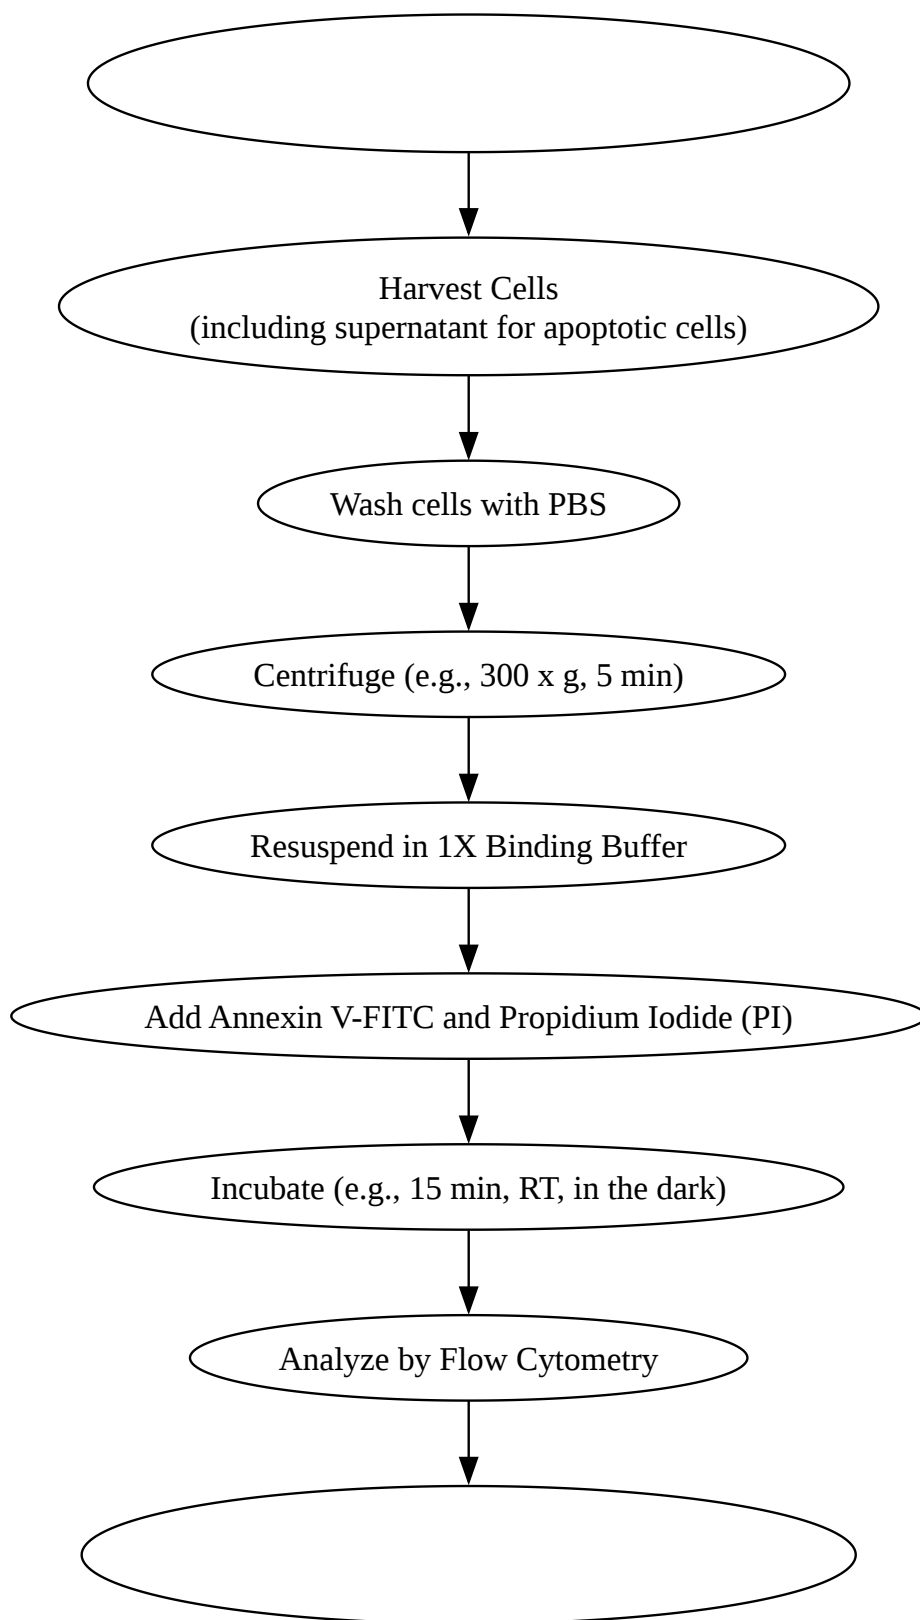 Harvest Cells
(including supernatant for apoptotic cells)
Wash cells with PBS
Centrifuge (e.g., 300 x g, 5 min)
Resuspend in 1X Binding Buffer
Add Annexin V-FITC and Propidium Iodide (PI)
Incubate (e.g., 15 min, RT, in the dark)
Analyze by Flow Cytometry